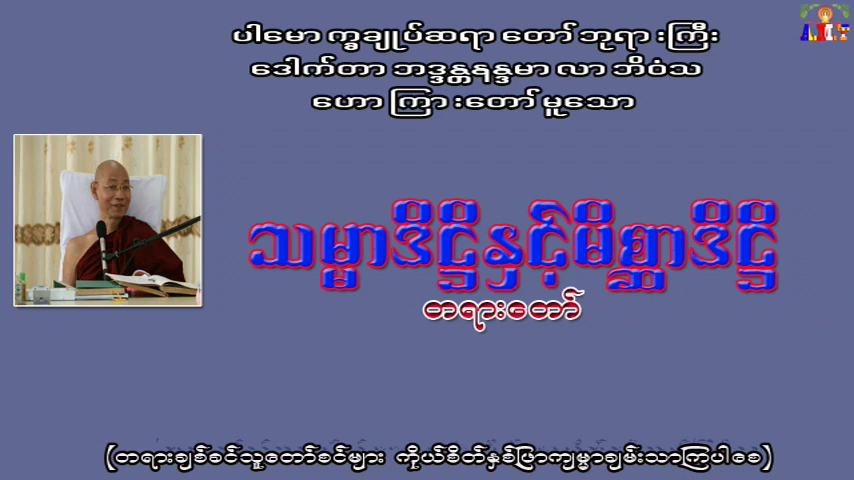 ပါမောက္ခချုပ်ဆရာတော်ဘုရားကြီး
ဒေါက်တာ ဘဒ္ဒန္တနန္ဒမာလာဘိဝံသ
ဟောကြားတော်မူသော
သမ္မာဒိဋ္ဌိနှင့်မိစ္ဆာဒိဋ္ဌိ
တရားတော်
(တရားချစ်ခင်သူတော်စင်များ ကိုယ်စိတ်နှစ်ဖြာကျမ္မာချမ်းသာကြပါစေ)